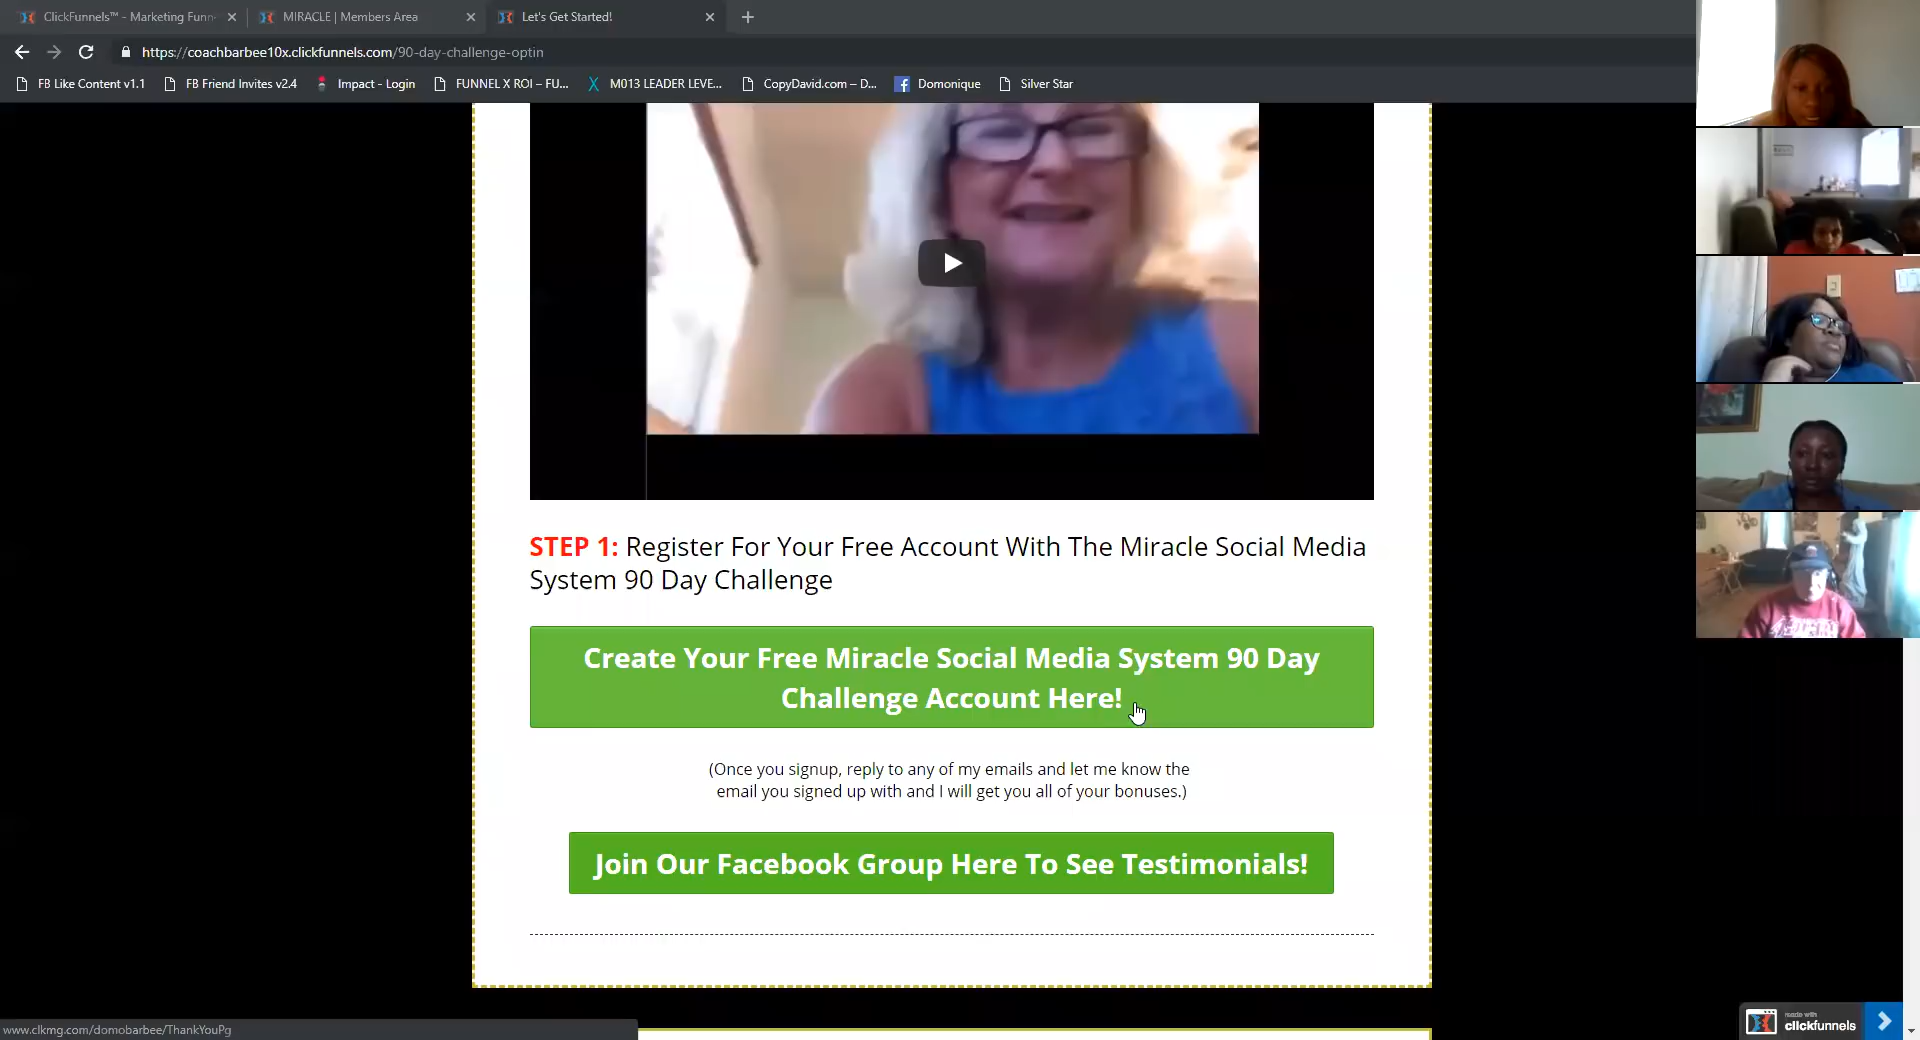 ClickFunnels™ - Marketing Funn
MIRACLE | Members Area
Let's Get Started!
https://coachbarbee10x.clickfunnels.com/90-day-challenge-optin
FB Like Content v1.1
FB Friend Invites v2.4
Impact - Login
FUNNEL X ROI – FU...
M013 LEADER LEVE...
CopyDavid.com – D...
Domonique
Silver Star
STEP 1: Register For Your Free Account With The Miracle Social Media
System 90 Day Challenge
Create Your Free Miracle Social Media System 90 Day
Challenge Account Here!
(Once you signup, reply to any of my emails and let me know the
email you signed up with and I will get you all of your bonuses.)
Join Our Facebook Group Here To See Testimonials!
www.clkmg.com/domobarbee/ThankYouPg
made with
clickfunnels